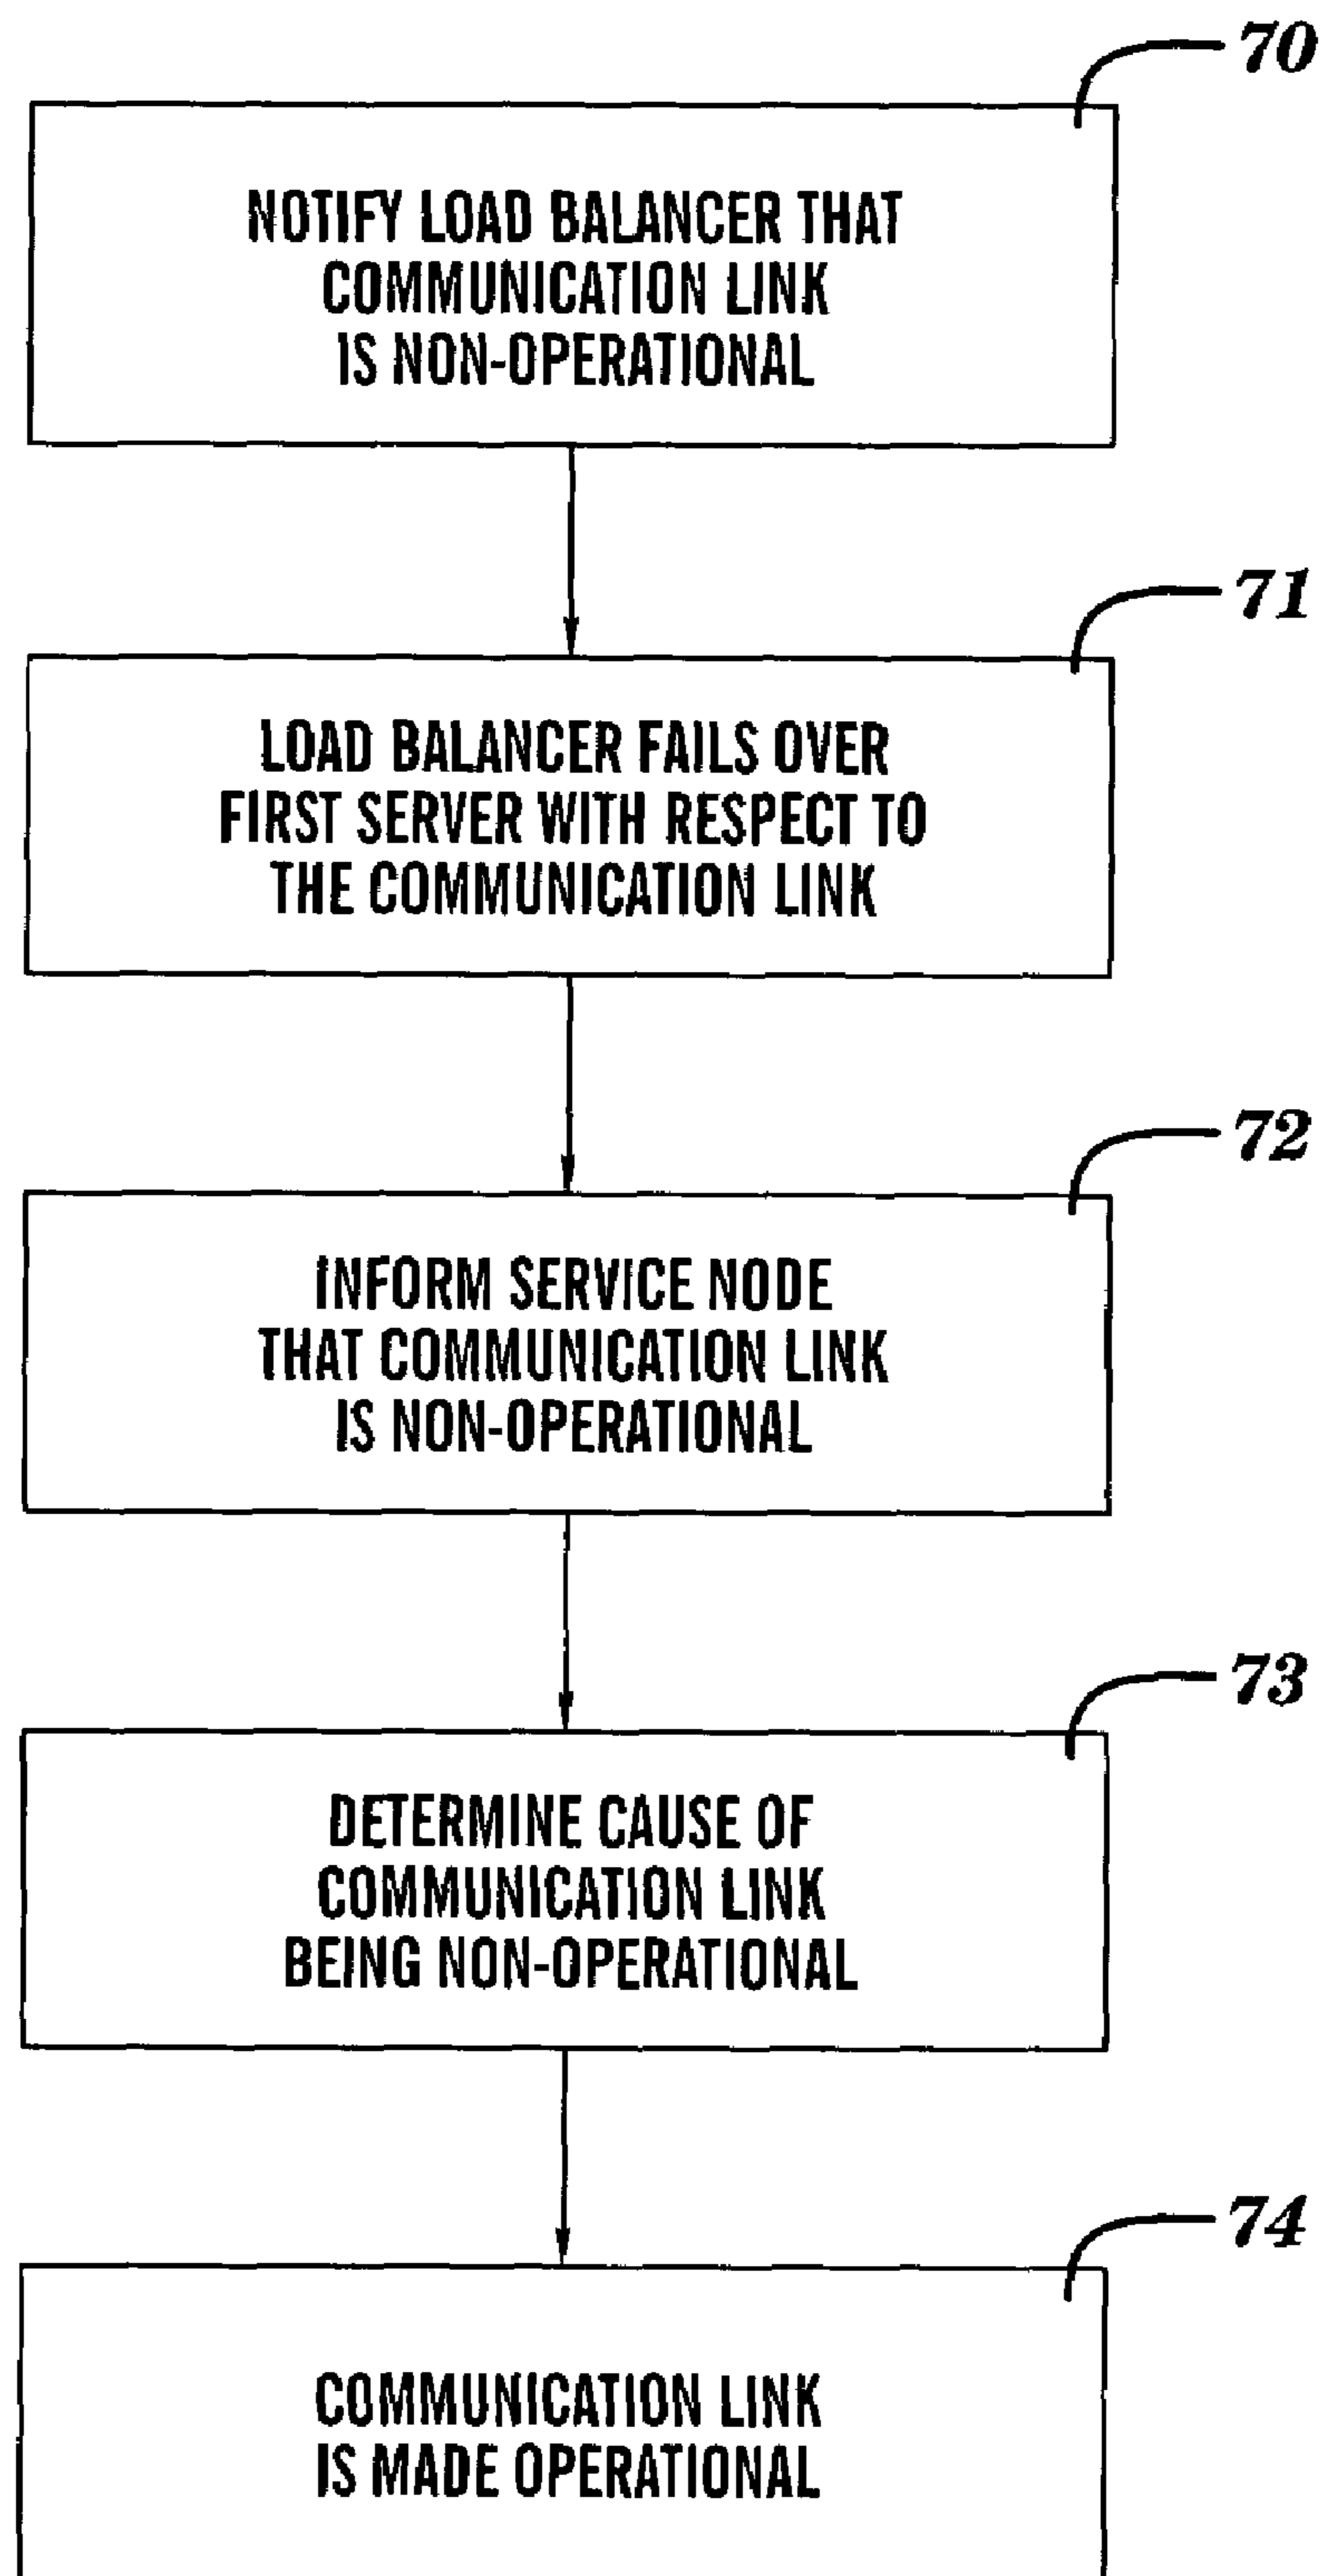 70
NOTIFY LOAD BALANCER THAT
COMMUNICATION LINK
IS NON-OPERATIONAL
71
LOAD BALANCER FAILS OVER
FIRST SERVER WITH RESPECT TO
THE COMMUNICATION LINK
72
INFORM SERVICE NODE
THAT COMMUNICATION LINK
IS NON-OPERATIONAL
73
DETERMINE CAUSE OF
COMMUNICATION LINK
BEING NON-OPERATIONAL
74
COMMUNICATION LINK
IS MADE OPERATIONAL